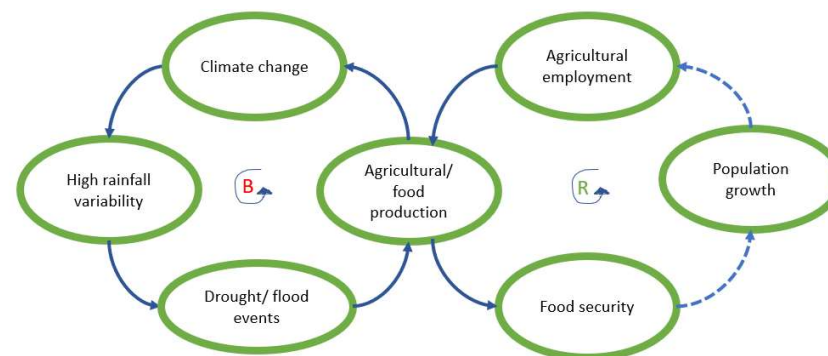 Climate change
Agricultural
employment
High rainfall
variability
B
Agricultural/
food
production
R
Population
growth
Drought/ flood
events
Food security